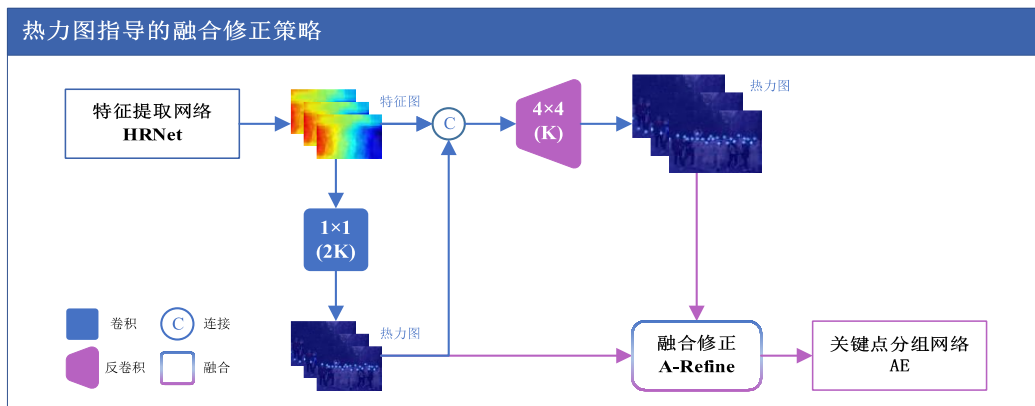 热力图指导的融合修正策略
特征提取网络
HRNet
特征图
C
4×4
(K)
热力图
1×1
(2K)
热力图
卷积
C
连接
反卷积
融合
融合修正
A-Refine
关键点分组网络
AE